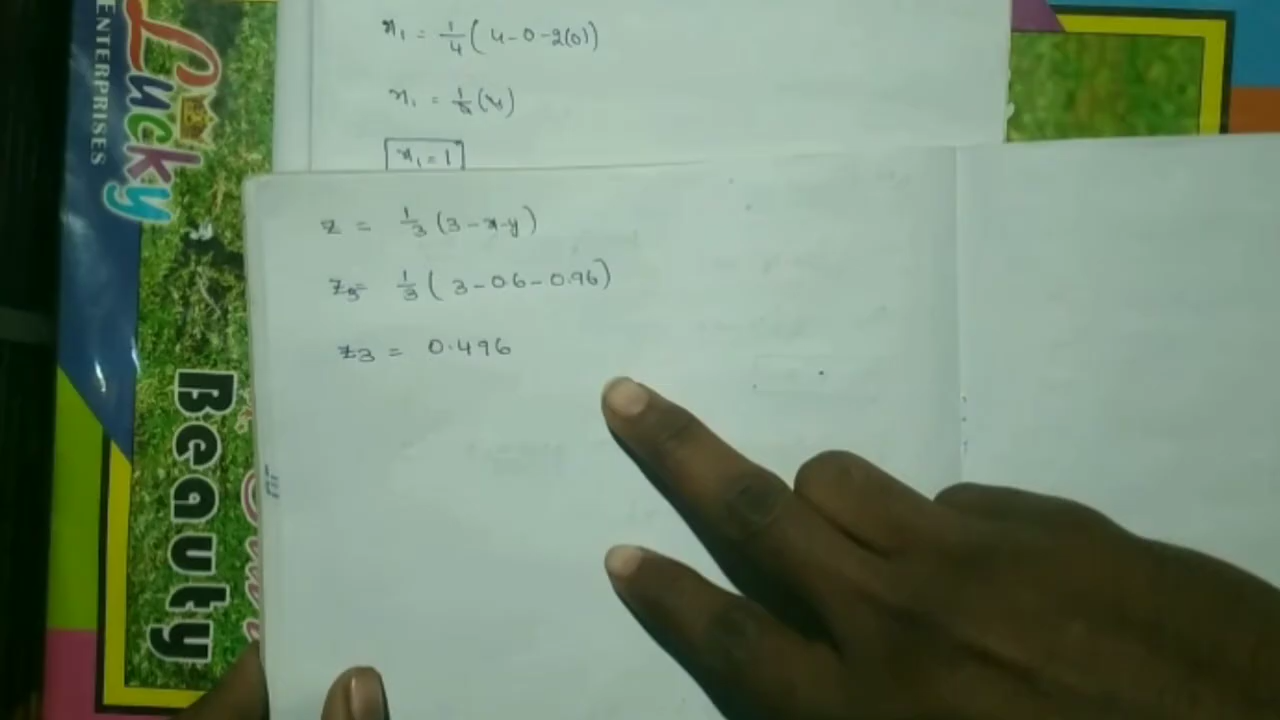 x₁ = 1/4 ( 4 - 0 - 2(0))
x₁ = 1/4 (4)
x₁ = 1
z = 1/3 (3 - x - y)
z₃ = 1/3 ( 3 - 0.6 - 0.96)
z₃ = 0.496
Lucky
ENTERPRISES
Beauty